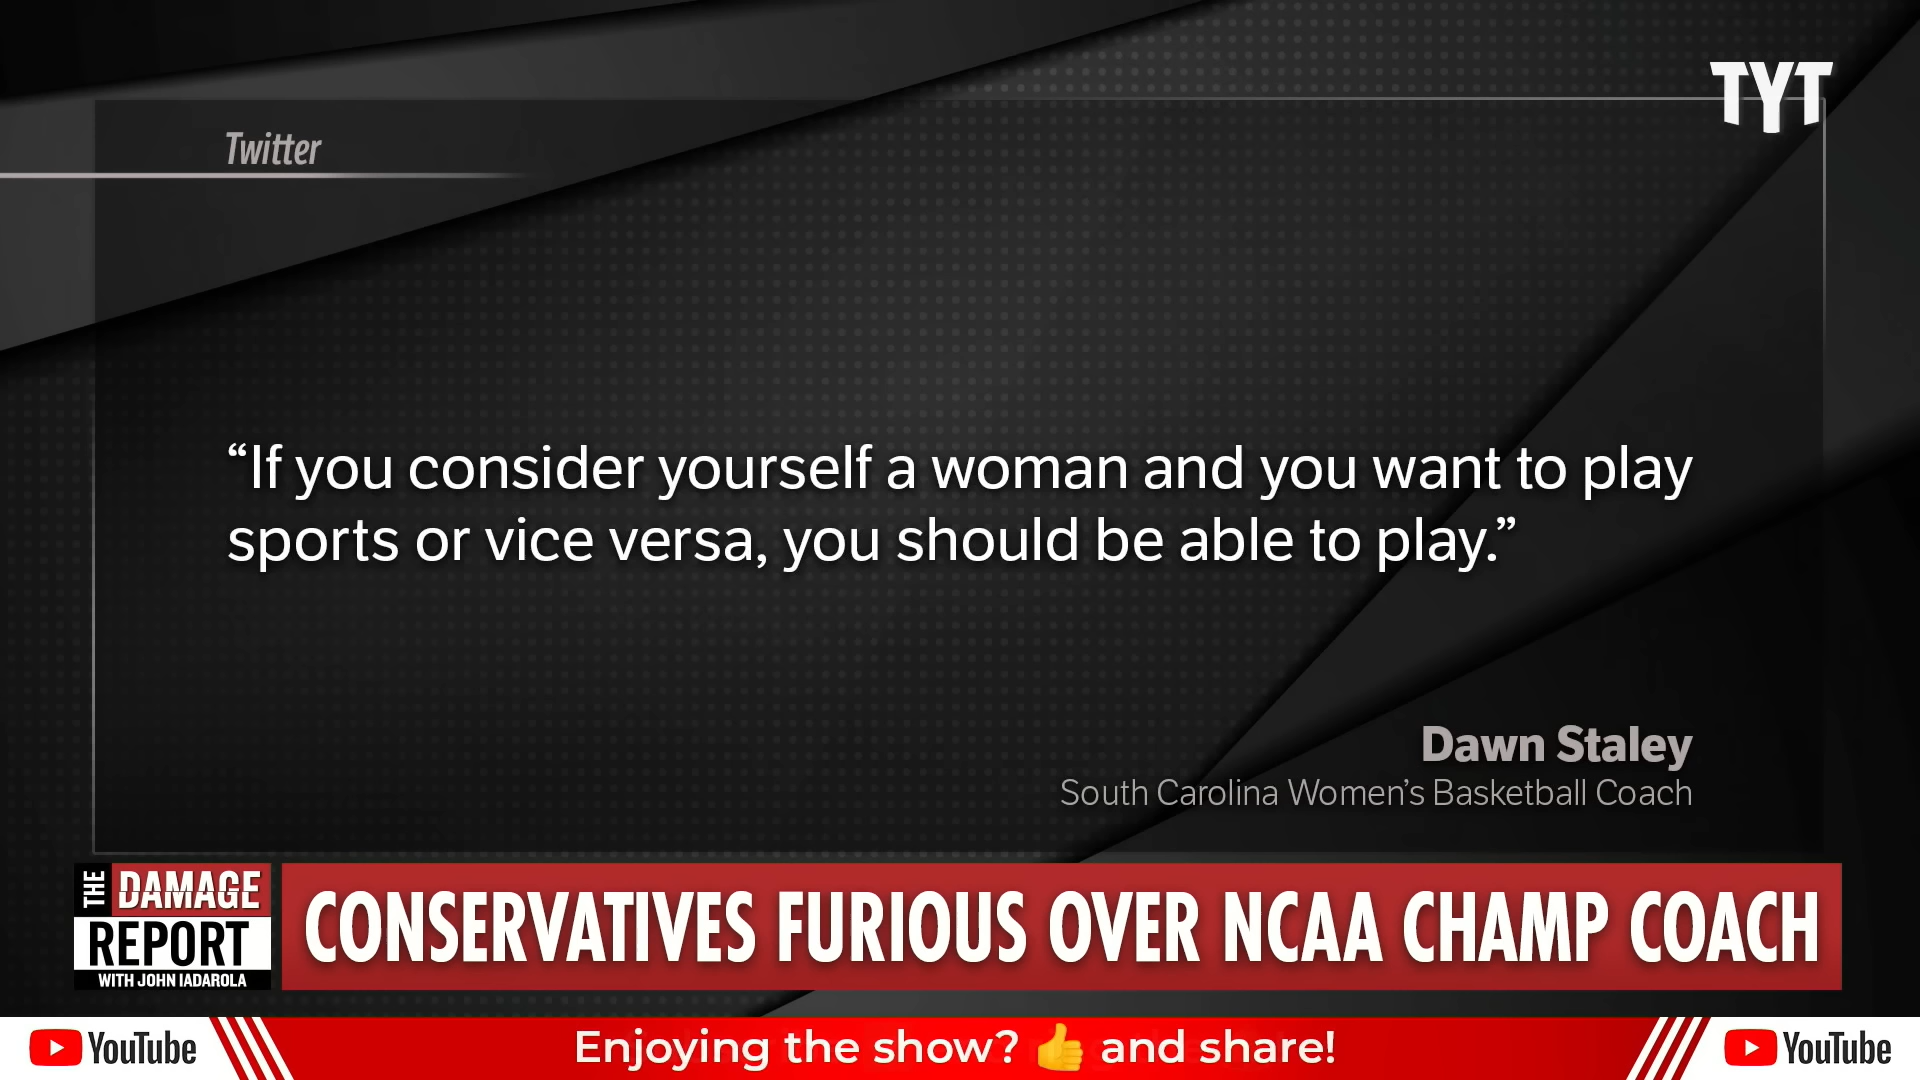 TYT
Twitter
“If you consider yourself a woman and you want to play
sports or vice versa, you should be able to play.”
Dawn Staley
South Carolina Women’s Basketball Coach
THE DAMAGE
REPORT
WITH JOHN IADAROLA
CONSERVATIVES FURIOUS OVER NCAA CHAMP COACH
YouTube
Enjoying the show? 👍 and share!
YouTube